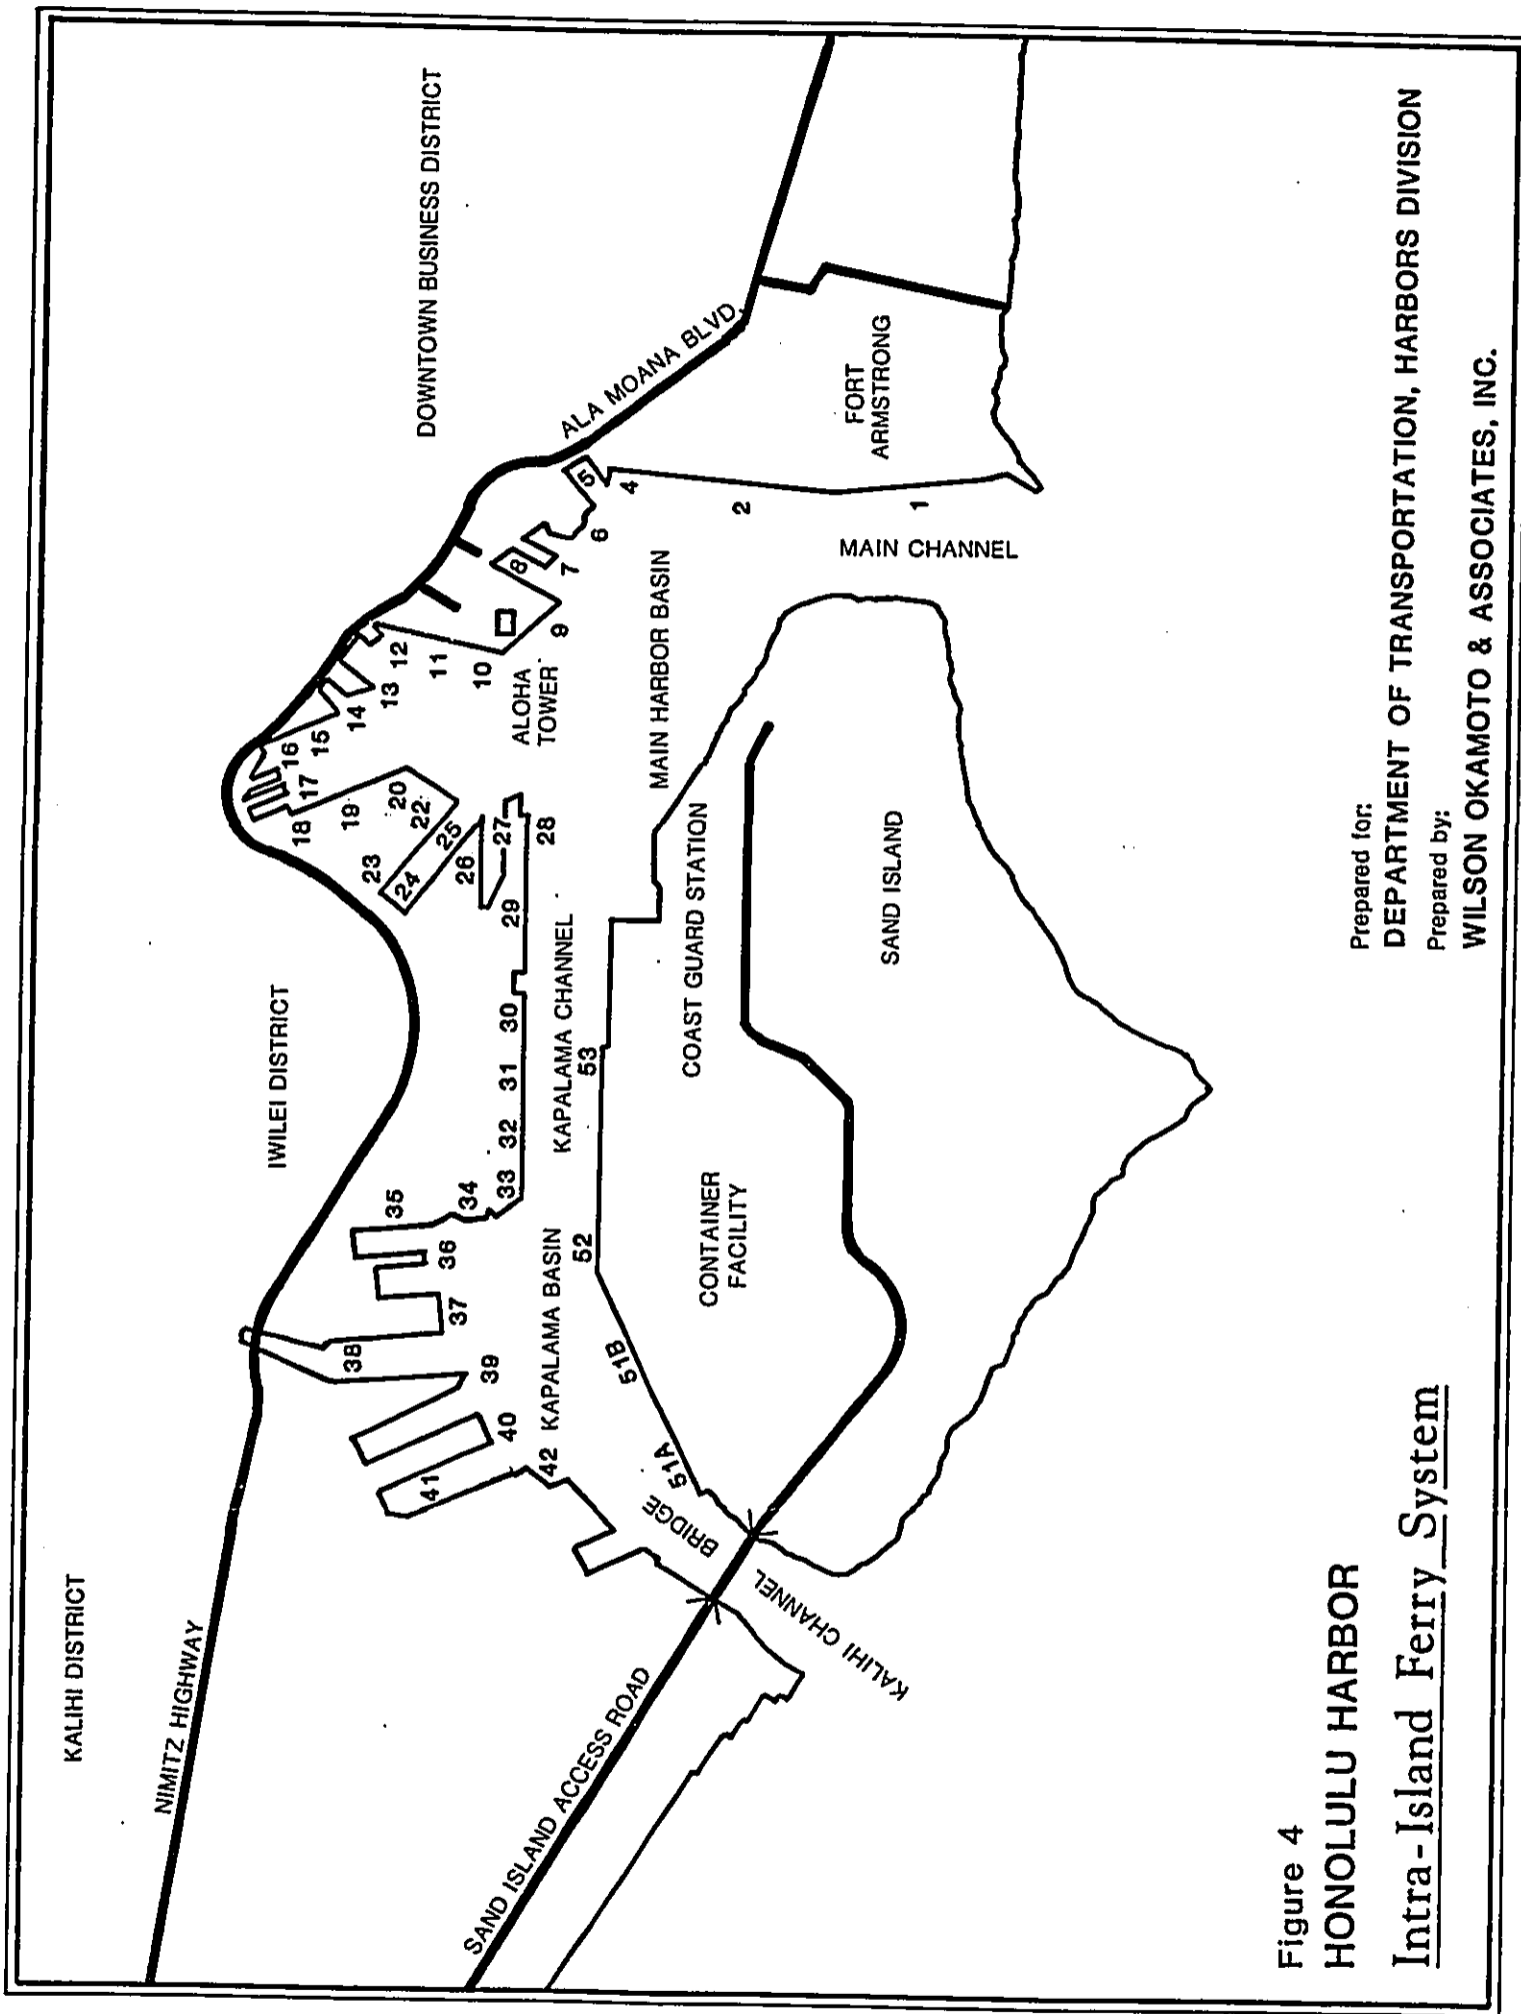 KALIHI DISTRICT
NIMITZ HIGHWAY
IWILEI DISTRICT
DOWNTOWN BUSINESS DISTRICT
ALA MOANA BLVD.
SAND ISLAND ACCESS ROAD
41
40
39
38
37
36
35
34
33
32
31
30
29
28
27
26
25
24
23
22
20
19
18
17
16
15
14
13
12
11
10
9
8
7
6
5
4
2
1
ALOHA
TOWER
42
KAPALAMA BASIN
KAPALAMA CHANNEL
MAIN HARBOR BASIN
MAIN CHANNEL
FORT
ARMSTRONG
51A
51B
52
53
BRIDGE
KALIHI CHANNEL
CONTAINER
FACILITY
COAST GUARD STATION
SAND ISLAND
Figure 4
HONOLULU HARBOR
Intra-Island Ferry System
Prepared for:
DEPARTMENT OF TRANSPORTATION, HARBORS DIVISION
Prepared by:
WILSON OKAMOTO & ASSOCIATES, INC.